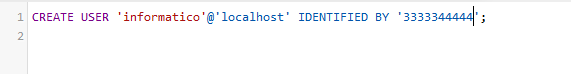 1 CREATE USER 'informatico'@'localhost' IDENTIFIED BY '3333344444';
2